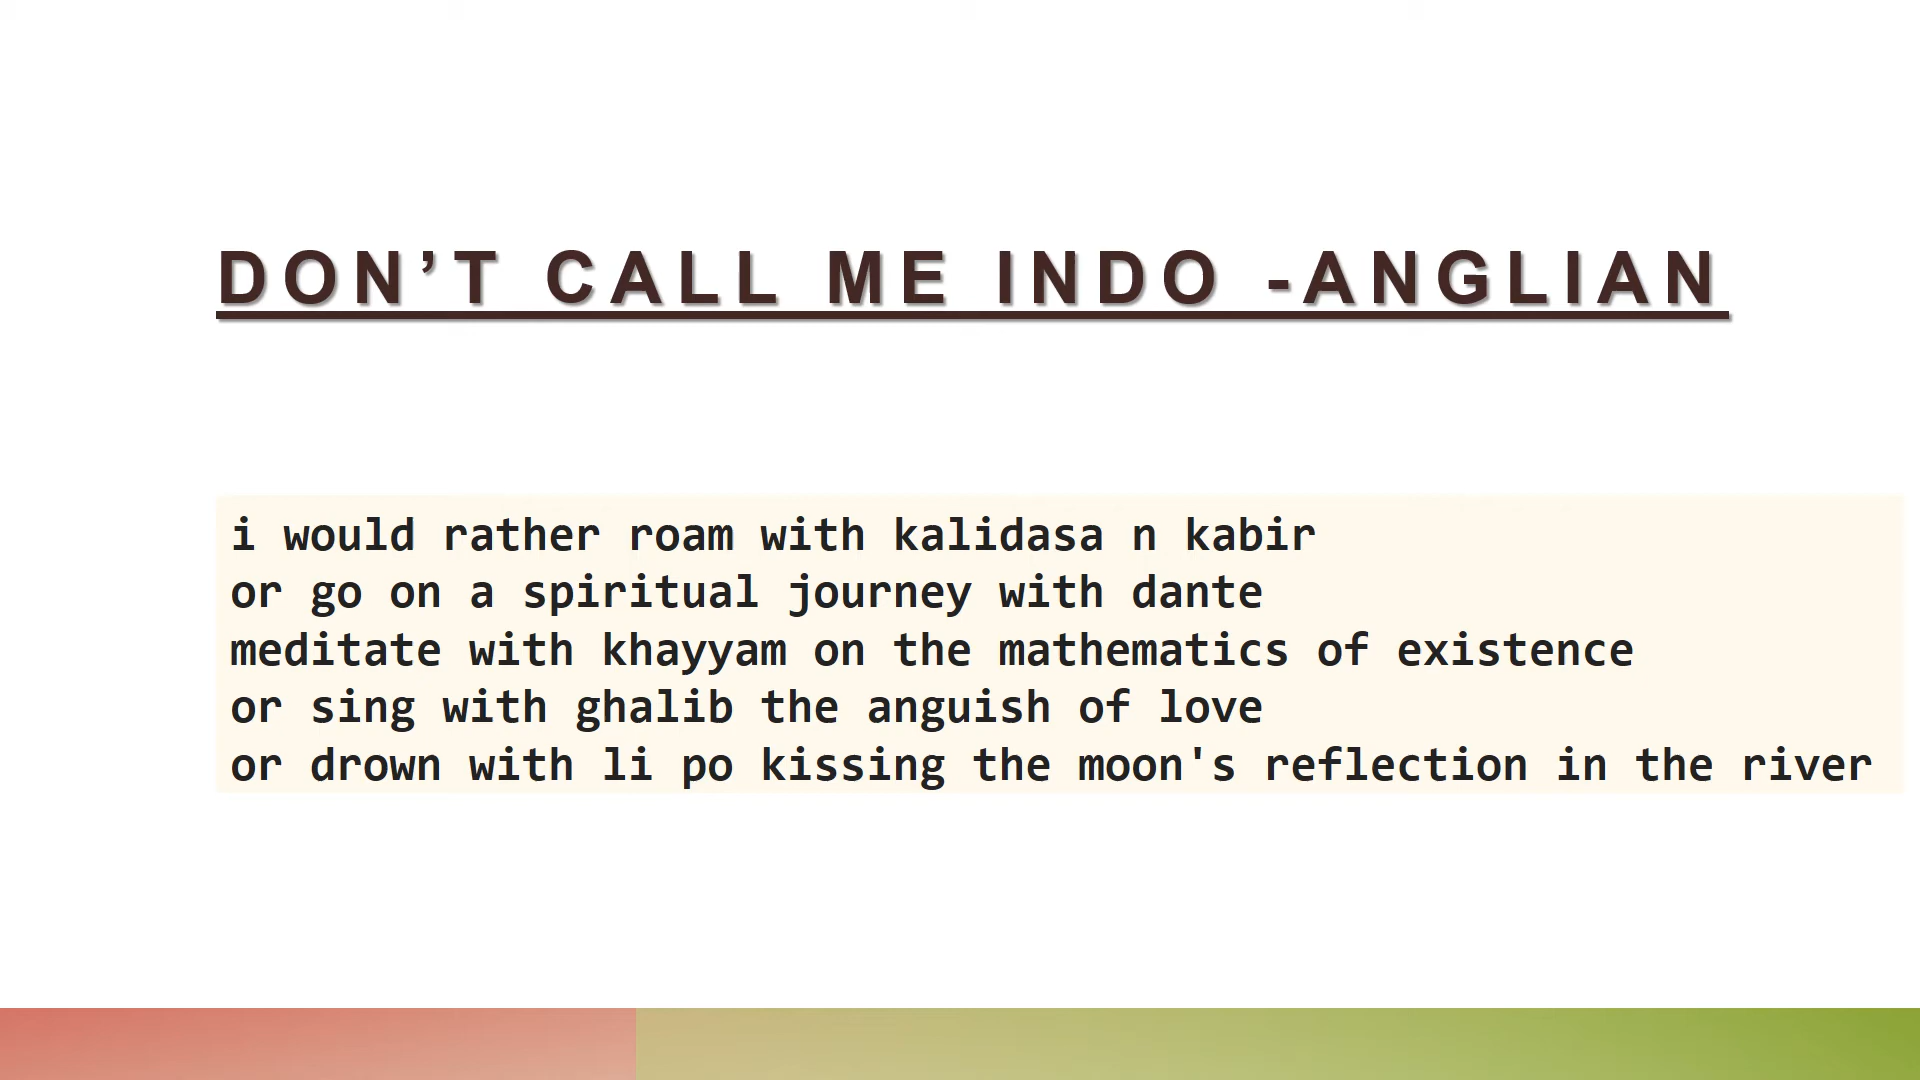 DON’T CALL ME INDO -ANGLIAN
i would rather roam with kalidasa n kabir
or go on a spiritual journey with dante
meditate with khayyam on the mathematics of existence
or sing with ghalib the anguish of love
or drown with li po kissing the moon's reflection in the river